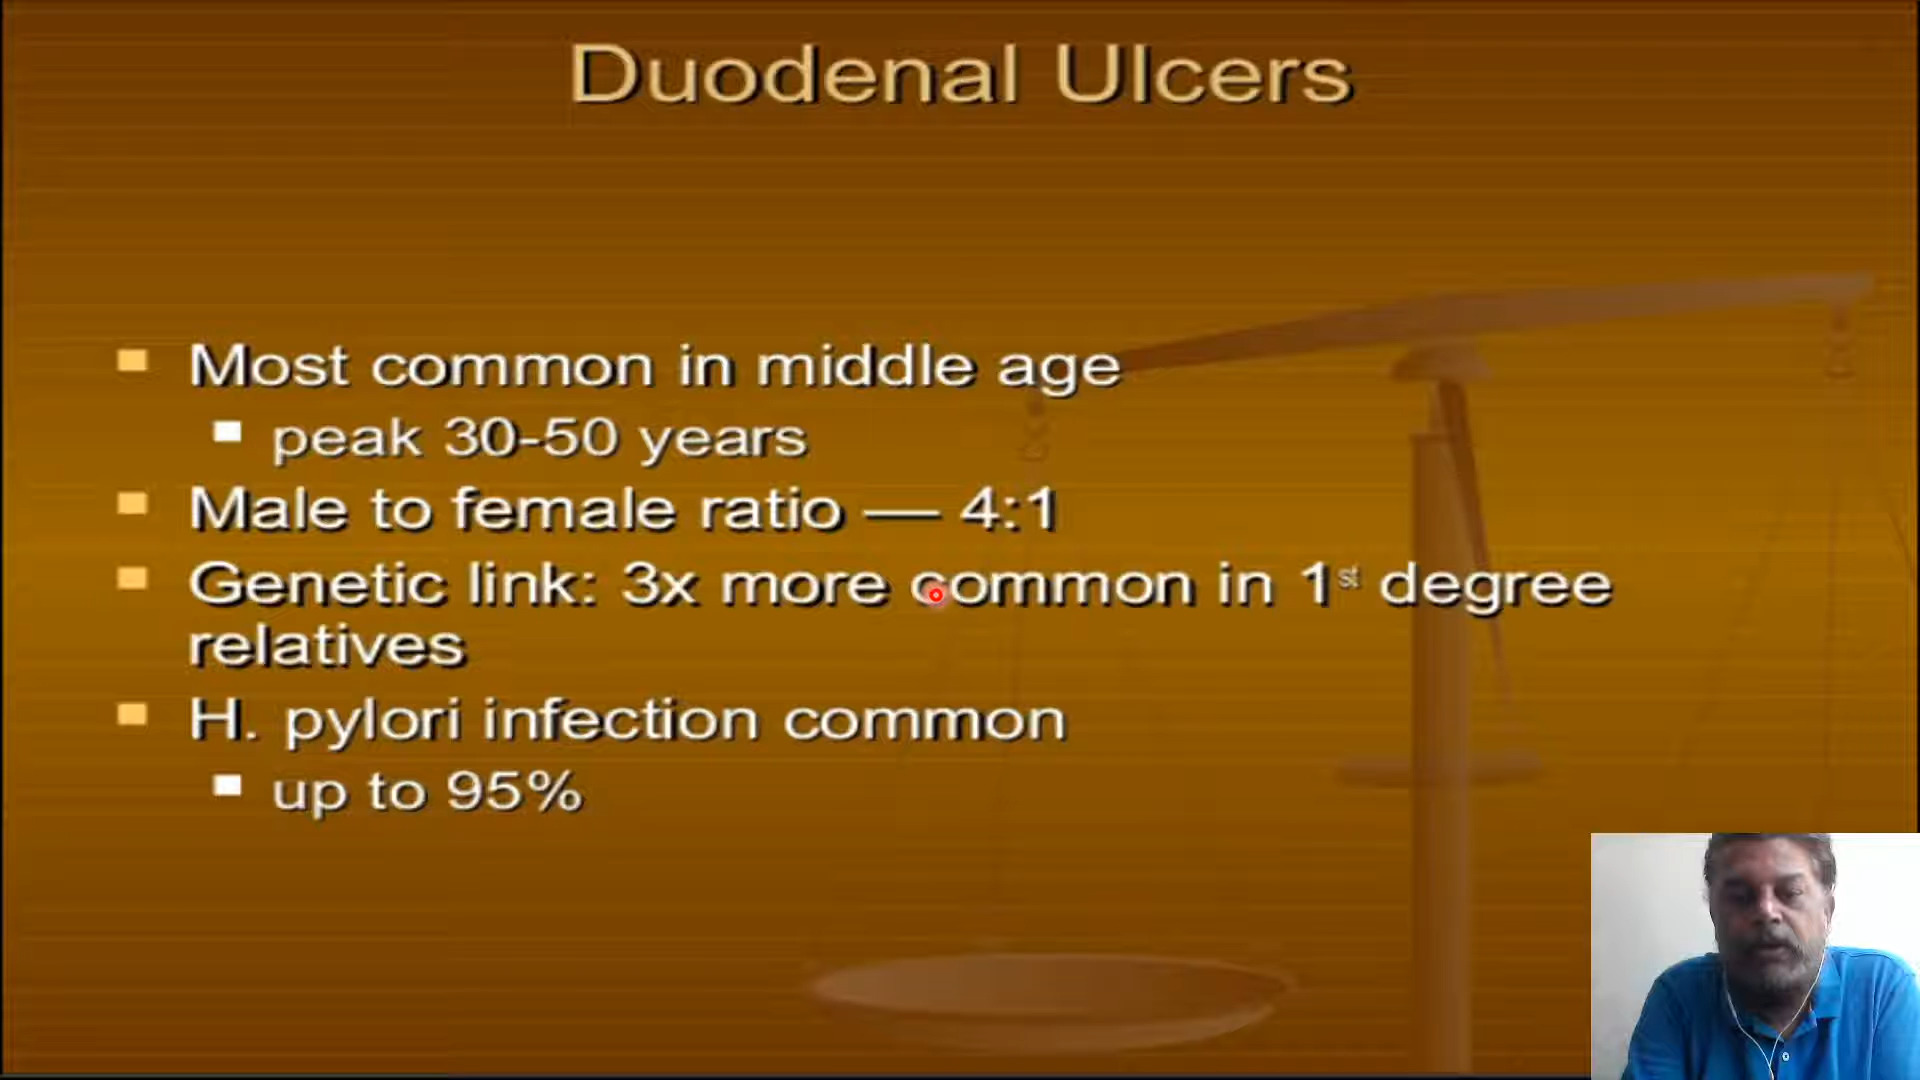 Duodenal Ulcers
Most common in middle age
peak 30-50 years
Male to female ratio — 4:1
Genetic link: 3x more common in 1st degree
relatives
H. pylori infection common
up to 95%